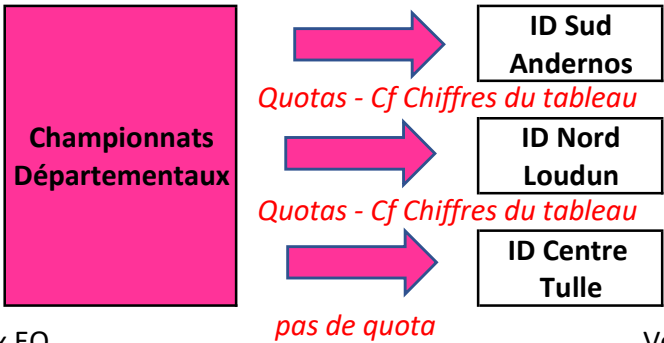 ID Sud
Andernos
Quotas - Cf Chiffres du tableau
Championnats
Départementaux
ID Nord
Loudun
Quotas - Cf Chiffres du tableau
ID Centre
Tulle
pas de quota